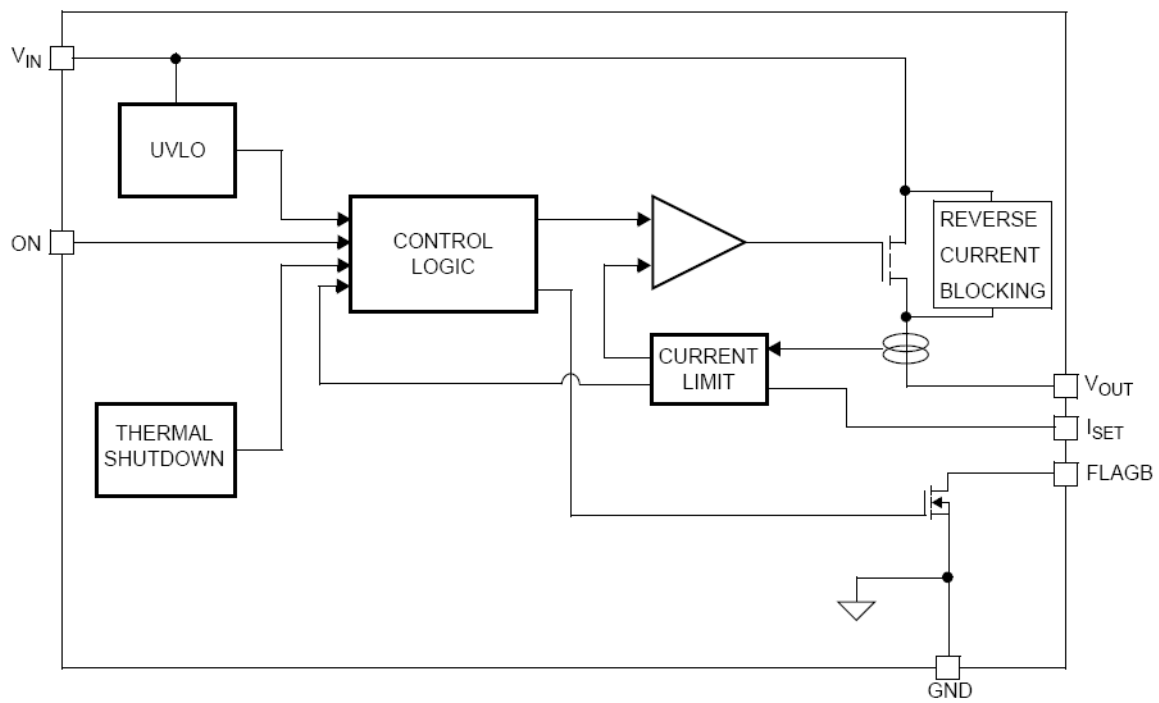 VIN
UVLO
ON
CONTROL
LOGIC
REVERSE
CURRENT
BLOCKING
CURRENT
LIMIT
THERMAL
SHUTDOWN
VOUT
ISET
FLAGB
GND